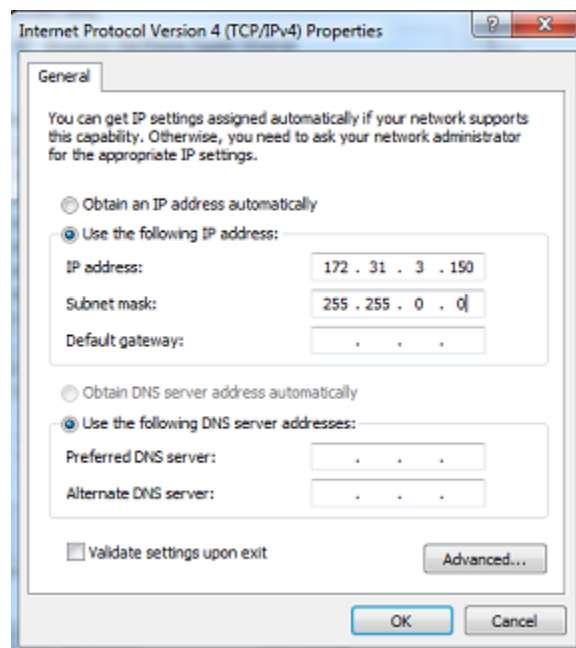 Internet Protocol Version 4 (TCP/IPv4) Properties
General
You can get IP settings assigned automatically if your network supports
this capability. Otherwise, you need to ask your network administrator
for the appropriate IP settings.
Obtain an IP address automatically
Use the following IP address:
IP address: 172 . 31 . 3 . 150
Subnet mask: 255 . 255 . 0 . 0
Default gateway: . . .
Obtain DNS server address automatically
Use the following DNS server addresses:
Preferred DNS server: . . .
Alternate DNS server: . . .
Validate settings upon exit
Advanced...
OK Cancel